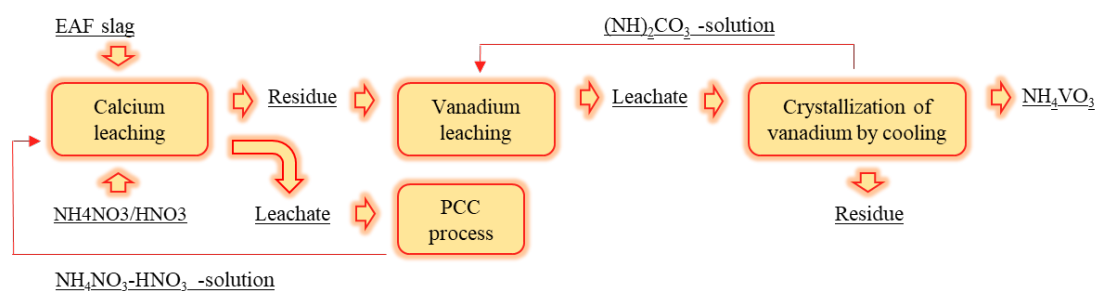 EAF slag
(NH)₂CO₃ -solution
Calcium
leaching
Residue
Vanadium
leaching
Leachate
Crystallization of
vanadium by cooling
NH₄VO₃
NH4NO3/HNO3
Leachate
PCC
process
Residue
NH₄NO₃-HNO₃ -solution